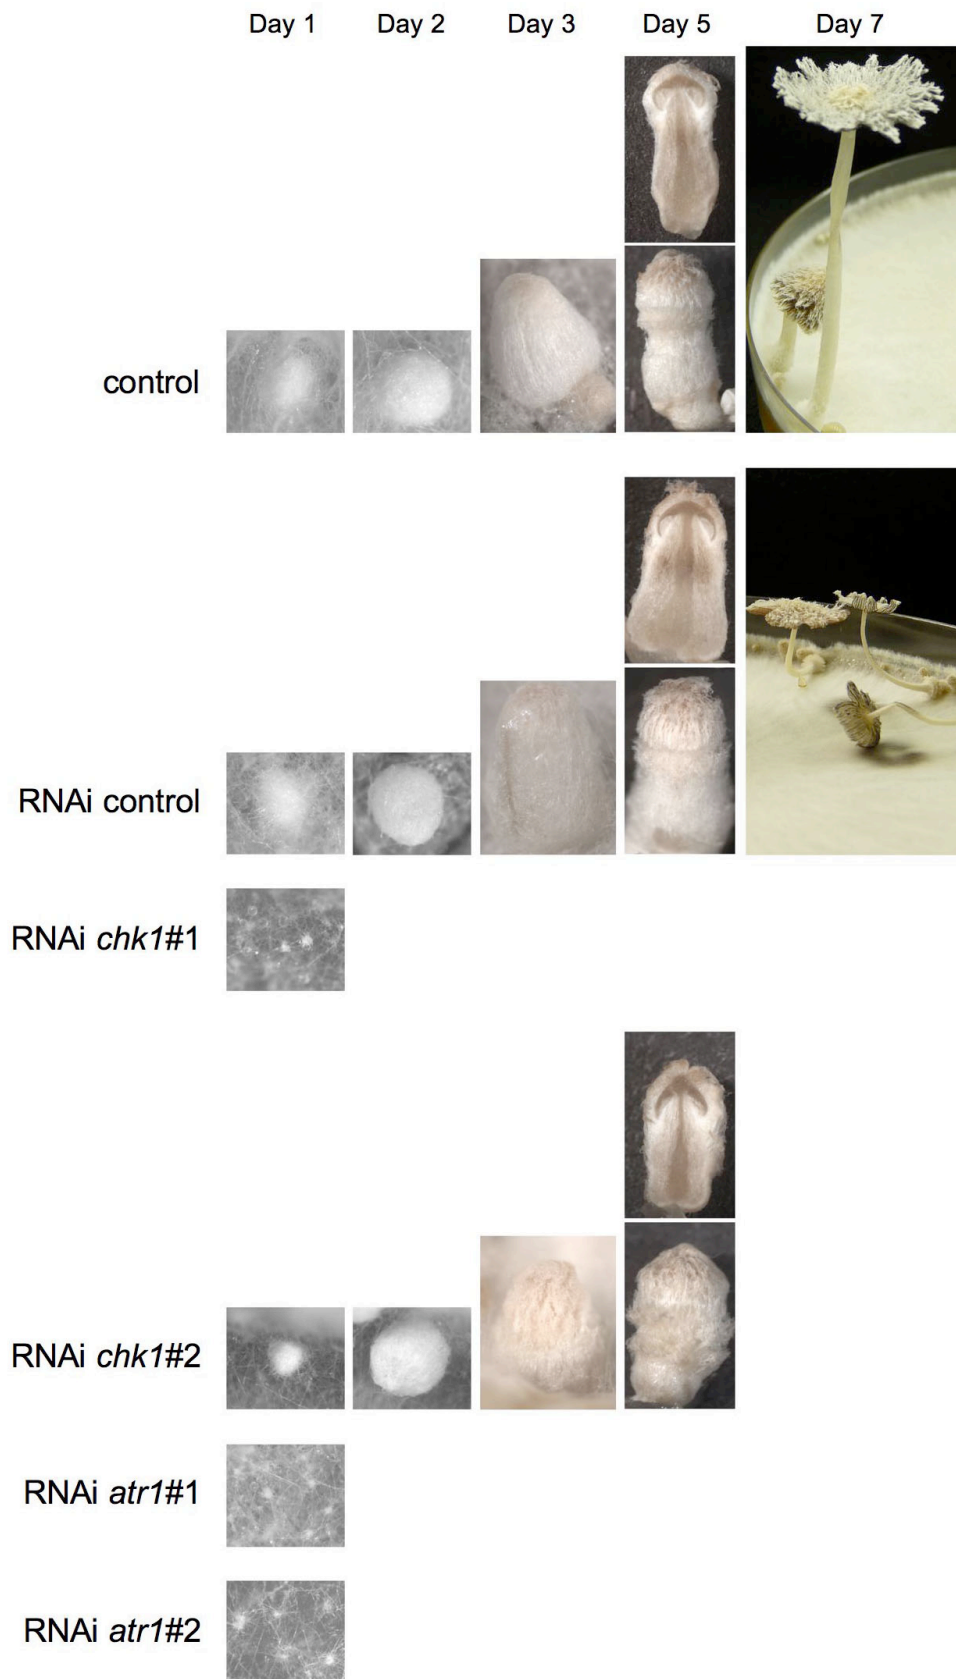 Day 1 Day 2 Day 3 Day 5 Day 7
control
RNAi control
RNAi chk1#1
RNAi chk1#2
RNAi atr1#1
RNAi atr1#2